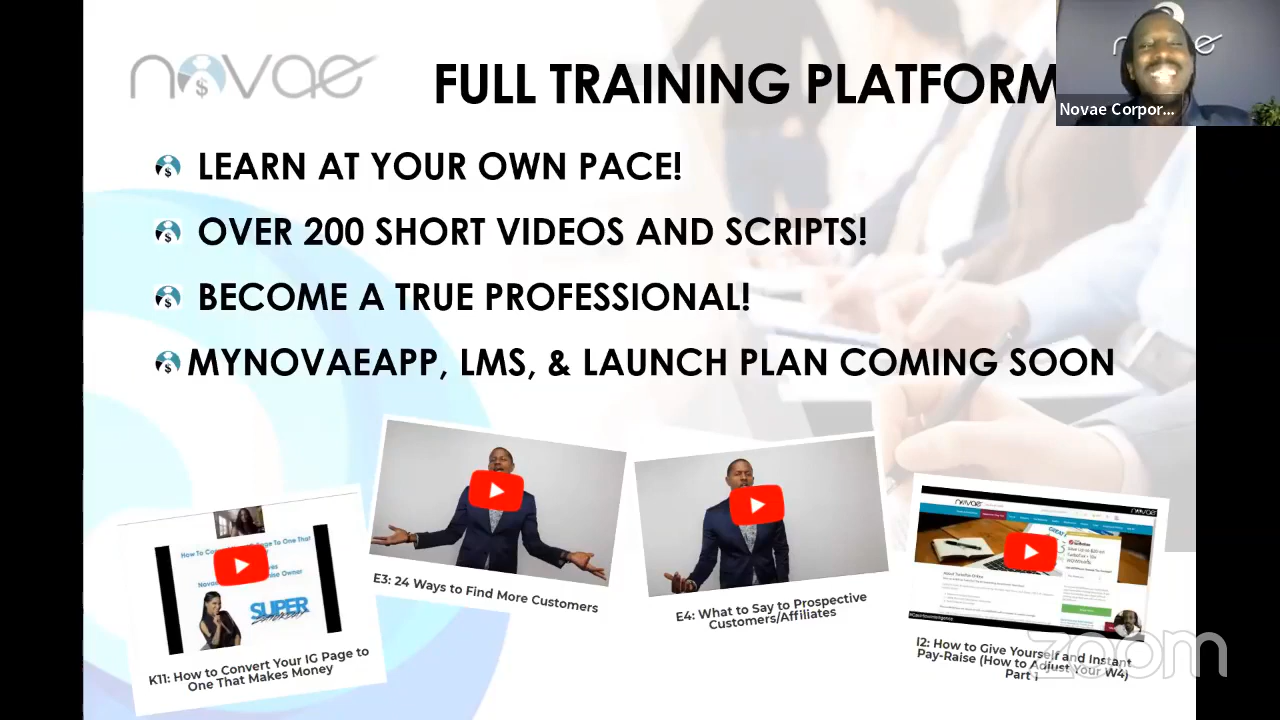 novae
FULL TRAINING PLATFORM
novae
Novae Corpor...
LEARN AT YOUR OWN PACE!
OVER 200 SHORT VIDEOS AND SCRIPTS!
BECOME A TRUE PROFESSIONAL!
MYNOVAEAPP, LMS, & LAUNCH PLAN COMING SOON
SUPER
K11: How to Convert Your IG Page to
One That Makes Money
E3: 24 Ways to Find More Customers
E4: What to Say to Prospective
Customers/Affiliates
novae
novae
I2: How to Give Yourself and Instant
Pay-Raise (How to Adjust Your W4)
Part 1
zoom